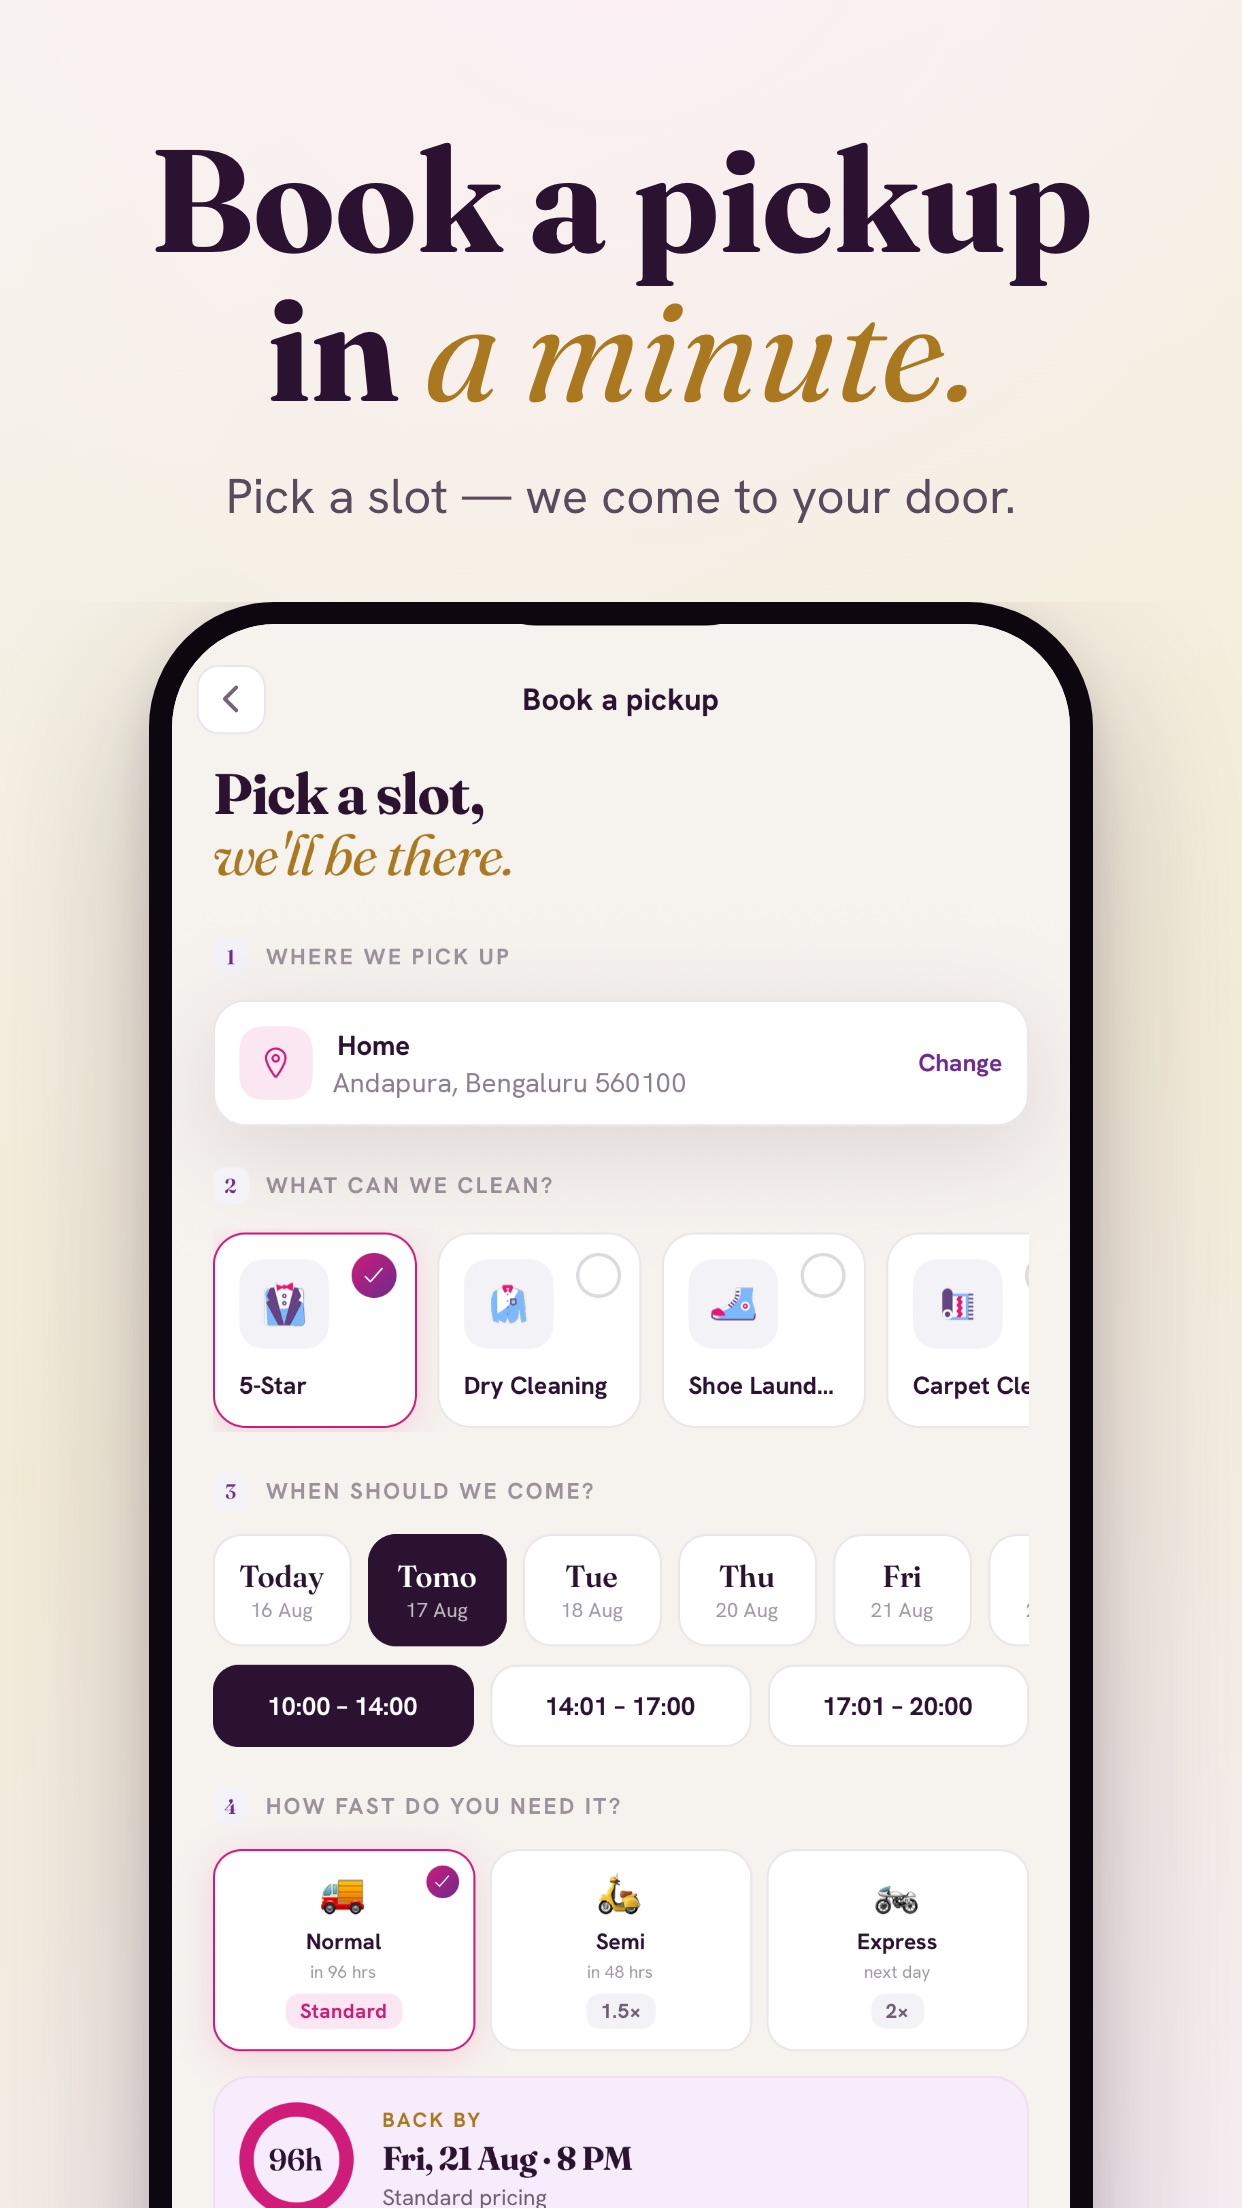 Book a pickup
in a minute.
Pick a slot — we come to your door.
Book a pickup
Pick a slot,
we'll be there.
1 WHERE WE PICK UP
Home
Andapura, Bengaluru 560100
Change
2 WHAT CAN WE CLEAN?
5-Star
Dry Cleaning
Shoe Laund...
Carpet Cle
3 WHEN SHOULD WE COME?
Today
16 Aug
Tomo
17 Aug
Tue
18 Aug
Thu
20 Aug
Fri
21 Aug
10:00 – 14:00
14:01 – 17:00
17:01 – 20:00
4 HOW FAST DO YOU NEED IT?
Normal
in 96 hrs
Standard
Semi
in 48 hrs
1.5×
Express
next day
2×
96h
BACK BY
Fri, 21 Aug · 8 PM
Standard pricing